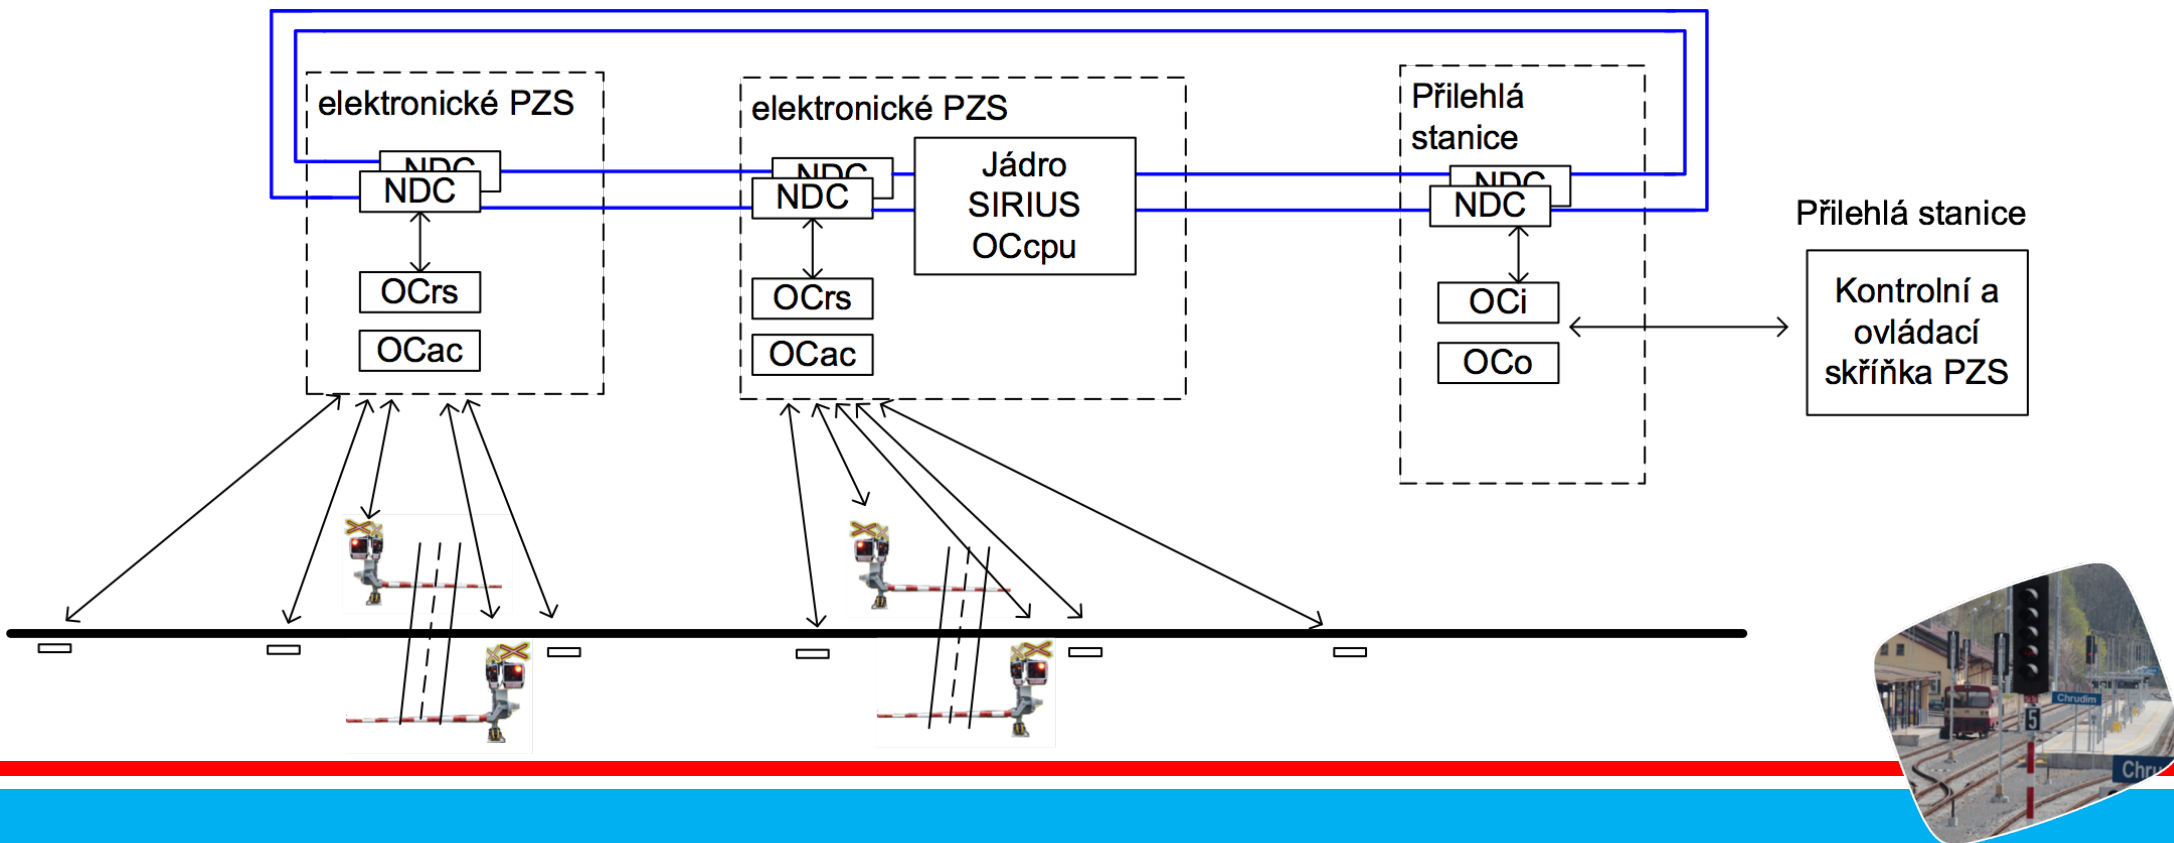 elektronické PZS
NDC
NDC
OCrs
OCac
elektronické PZS
NDC
NDC
Jádro
SIRIUS
OCcpu
OCrs
OCac
Přilehlá
stanice
NDC
NDC
OCi
OCo
Přilehlá stanice
Kontrolní a
ovládací
skříňka PZS
Chrudim
5
Chru